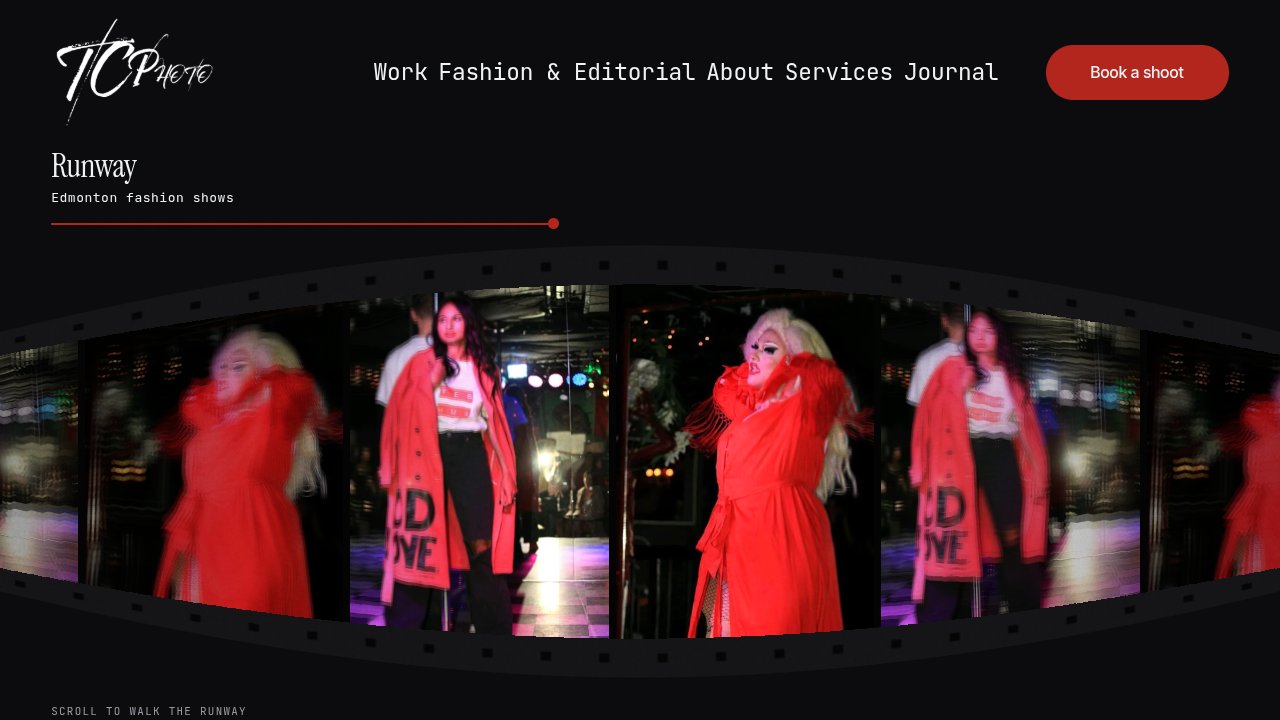 TCPhoto
Work Fashion & Editorial About Services Journal
Book a shoot
Runway
Edmonton fashion shows
SCROLL TO WALK THE RUNWAY